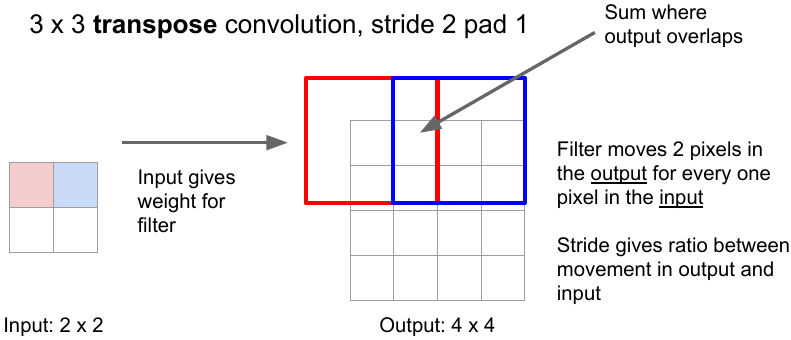 3 x 3 transpose convolution, stride 2 pad 1
Sum where
output overlaps
Input gives
weight for
filter
Filter moves 2 pixels in
the output for every one
pixel in the input
Stride gives ratio between
movement in output and
input
Input: 2 x 2
Output: 4 x 4